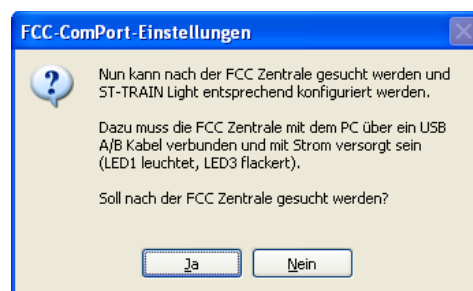 FCC-ComPort-Einstellungen
Nun kann nach der FCC Zentrale gesucht werden und
ST-TRAIN Light entsprechend konfiguriert werden.
Dazu muss die FCC Zentrale mit dem PC über ein USB
A/B Kabel verbunden und mit Strom versorgt sein
(LED1 leuchtet, LED3 flackert).
Soll nach der FCC Zentrale gesucht werden?
Ja
Nein